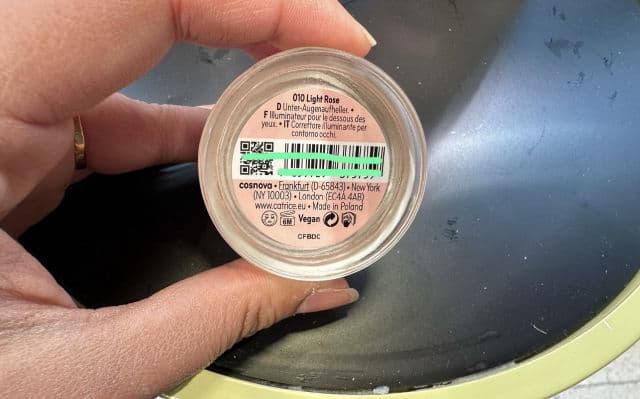 010 Light Rose
D Unter-Augenaufheller. •
F Illuminateur pour le dessous des
yeux. • IT Correttore illuminante per
contorno occhi.
cosnova • Frankfurt (D-65843) • New York
(NY 10003) • London (EC4A 4AB)
www.catrice.eu • Made in Poland
6M Vegan